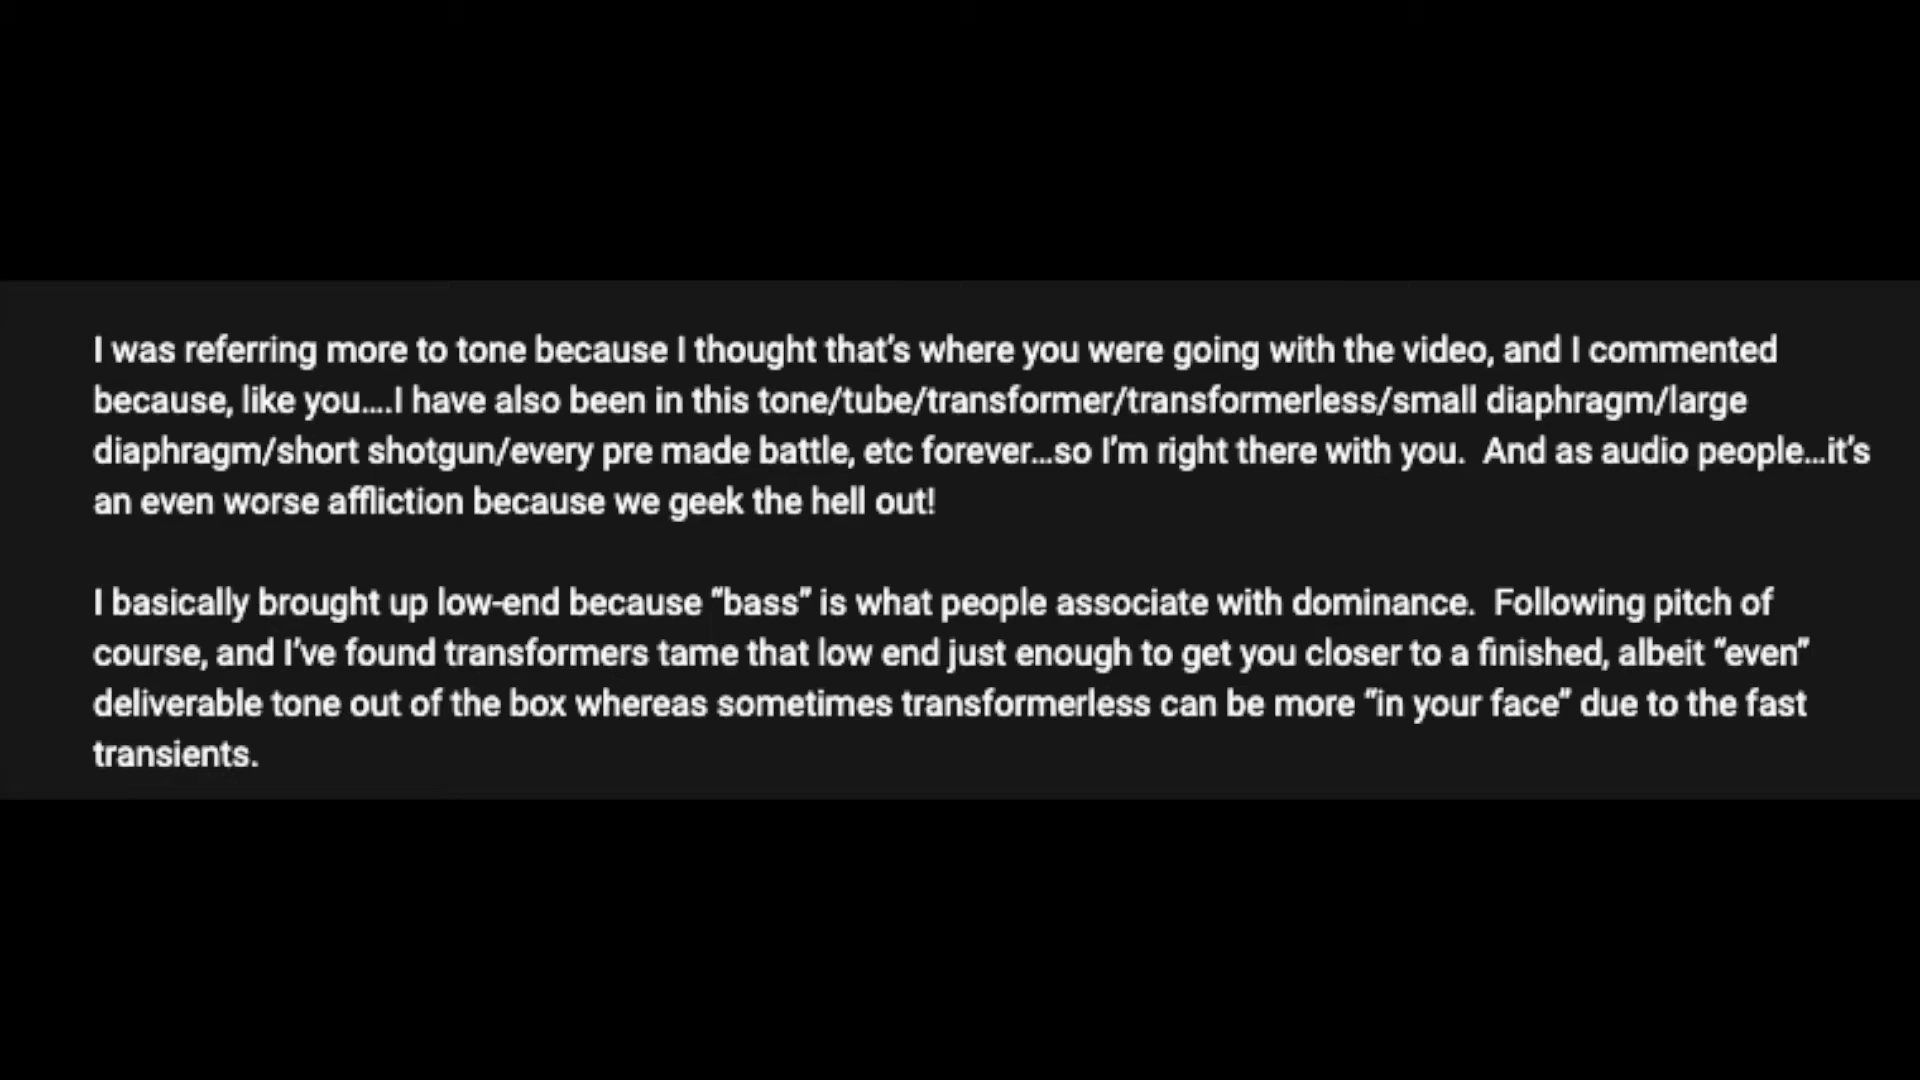 I was referring more to tone because I thought that’s where you were going with the video, and I commented
because, like you....I have also been in this tone/tube/transformer/transformerless/small diaphragm/large
diaphragm/short shotgun/every pre made battle, etc forever...so I’m right there with you.  And as audio people...it’s
an even worse affliction because we geek the hell out!
I basically brought up low-end because “bass” is what people associate with dominance.  Following pitch of
course, and I’ve found transformers tame that low end just enough to get you closer to a finished, albeit “even”
deliverable tone out of the box whereas sometimes transformerless can be more “in your face” due to the fast
transients.